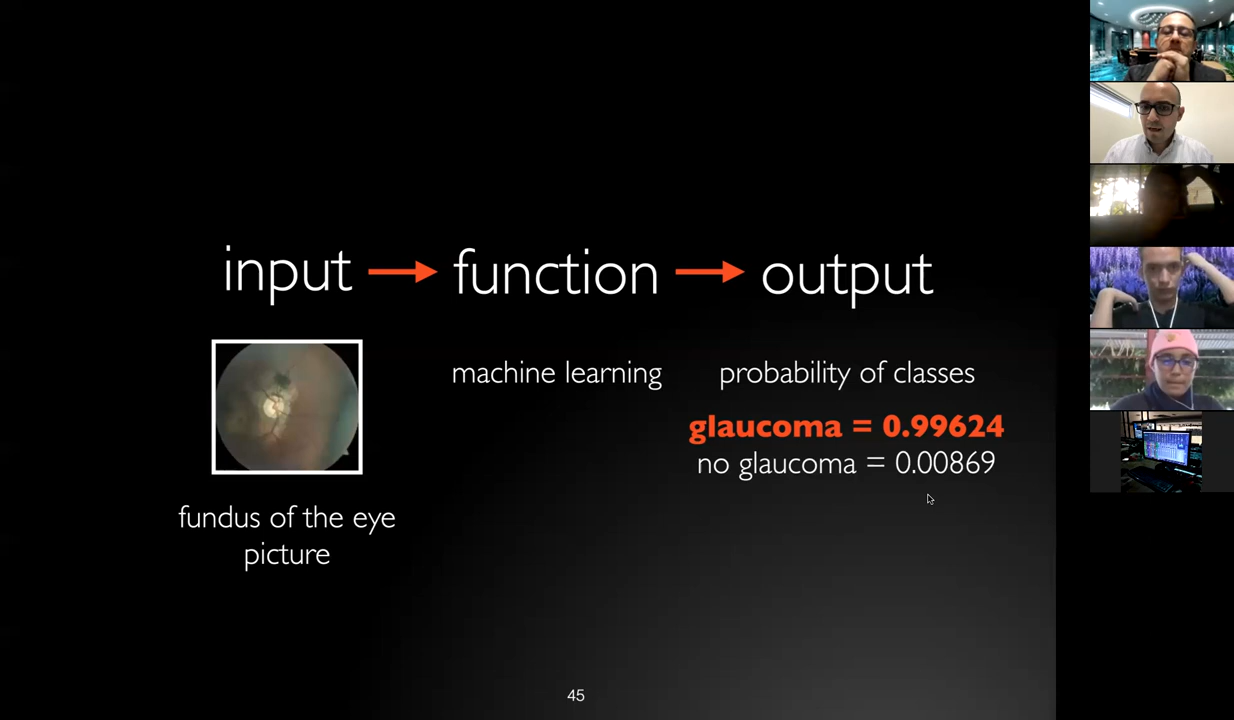 input → function → output
machine learning
probability of classes
glaucoma = 0.99624
no glaucoma = 0.00869
fundus of the eye
picture
45